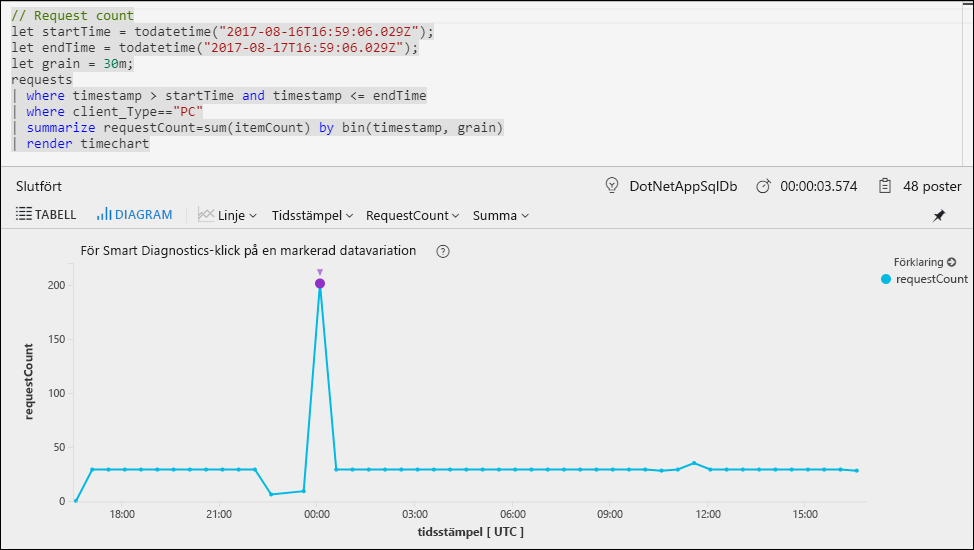 // Request count
let startTime = todatetime("2017-08-16T16:59:06.029Z");
let endTime = todatetime("2017-08-17T16:59:06.029Z");
let grain = 30m;
requests
| where timestamp > startTime and timestamp <= endTime
| where client_Type=="PC"
| summarize requestCount=sum(itemCount) by bin(timestamp, grain)
| render timechart
Slutfört DotNetAppSqlDb 00:00:03.574 48 poster
TABELL DIAGRAM Linje Tidsstämpel RequestCount Summa
För Smart Diagnostics-klick på en markerad datavariation ?
Förklaring
requestCount
200
150
100
50
0
requestCount
18:00 21:00 00:00 03:00 06:00 09:00 12:00 15:00
tidsstämpel [ UTC ]